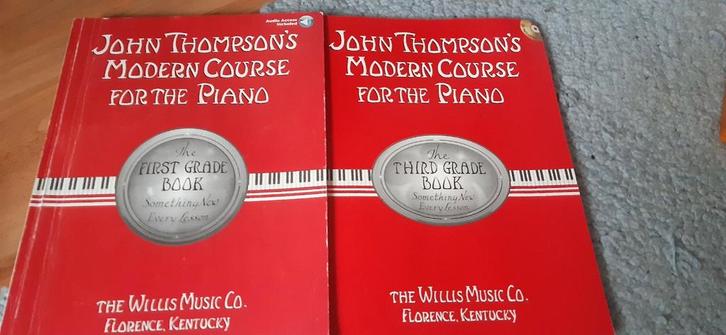 Audio Access
Included
JOHN THOMPSON'S
MODERN COURSE
FOR THE PIANO
The
FIRST GRADE
BOOK
Something New
Every Lesson
THE WILLIS MUSIC CO.
FLORENCE, KENTUCKY
JOHN THOMPSON'S
MODERN COURSE
FOR THE PIANO
The
THIRD GRADE
BOOK
Something New
Every Lesson
THE WILLIS MUSIC CO.
FLORENCE, KENTUCKY